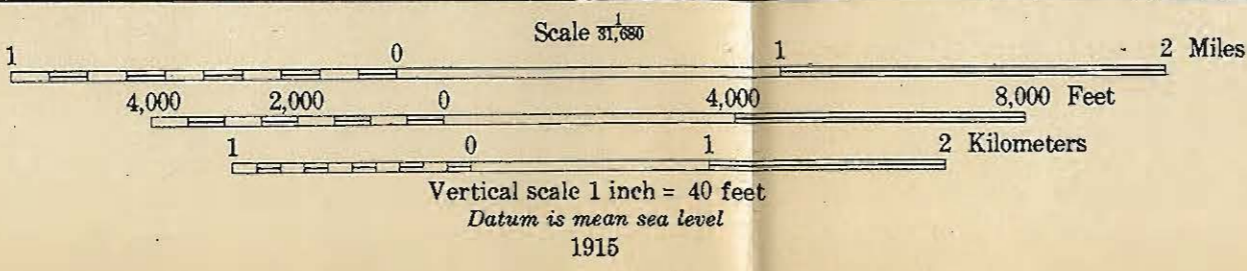 Scale 1/31,680
1 0 1 2 Miles
4,000 2,000 0 4,000 8,000 Feet
1 0 1 2 Kilometers
Vertical scale 1 inch = 40 feet
Datum is mean sea level
1915